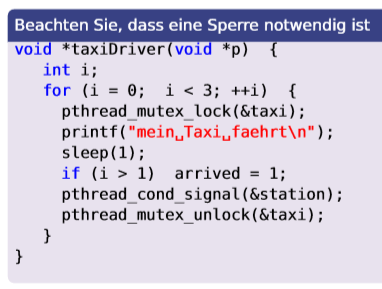 Beachten Sie, dass eine Sperre notwendig ist
void *taxiDriver(void *p) {
int i;
for (i = 0; i < 3; ++i) {
pthread_mutex_lock(&taxi);
printf("mein␣Taxi␣faehrt\n");
sleep(1);
if (i > 1) arrived = 1;
pthread_cond_signal(&station);
pthread_mutex_unlock(&taxi);
}
}